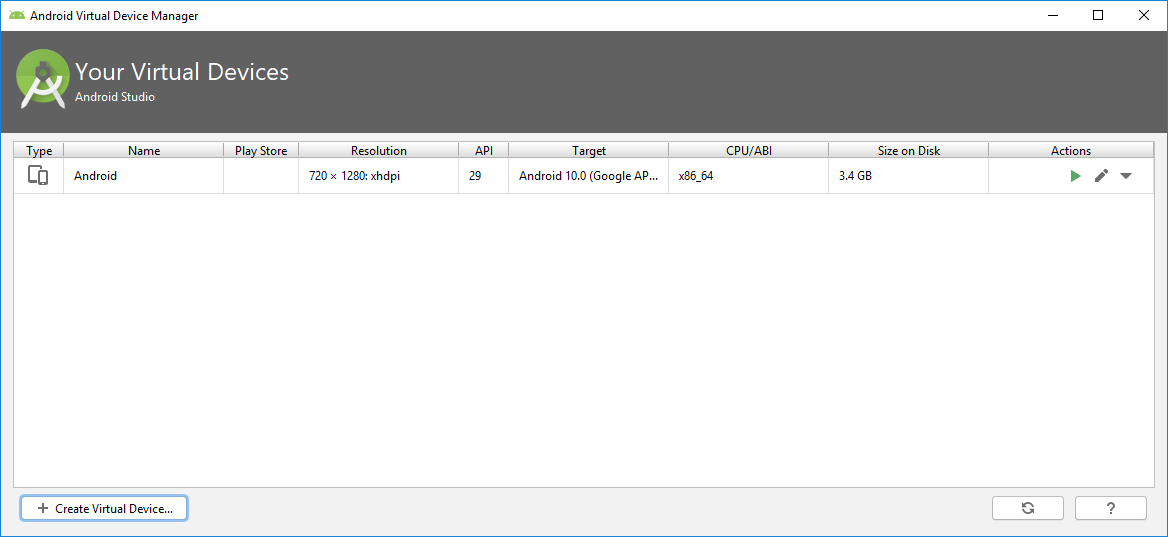 Android Virtual Device Manager
Your Virtual Devices
Android Studio
Type Name Play Store Resolution API Target CPU/ABI Size on Disk Actions
Android 720 × 1280: xhdpi 29 Android 10.0 (Google AP... x86_64 3.4 GB
+ Create Virtual Device... ?